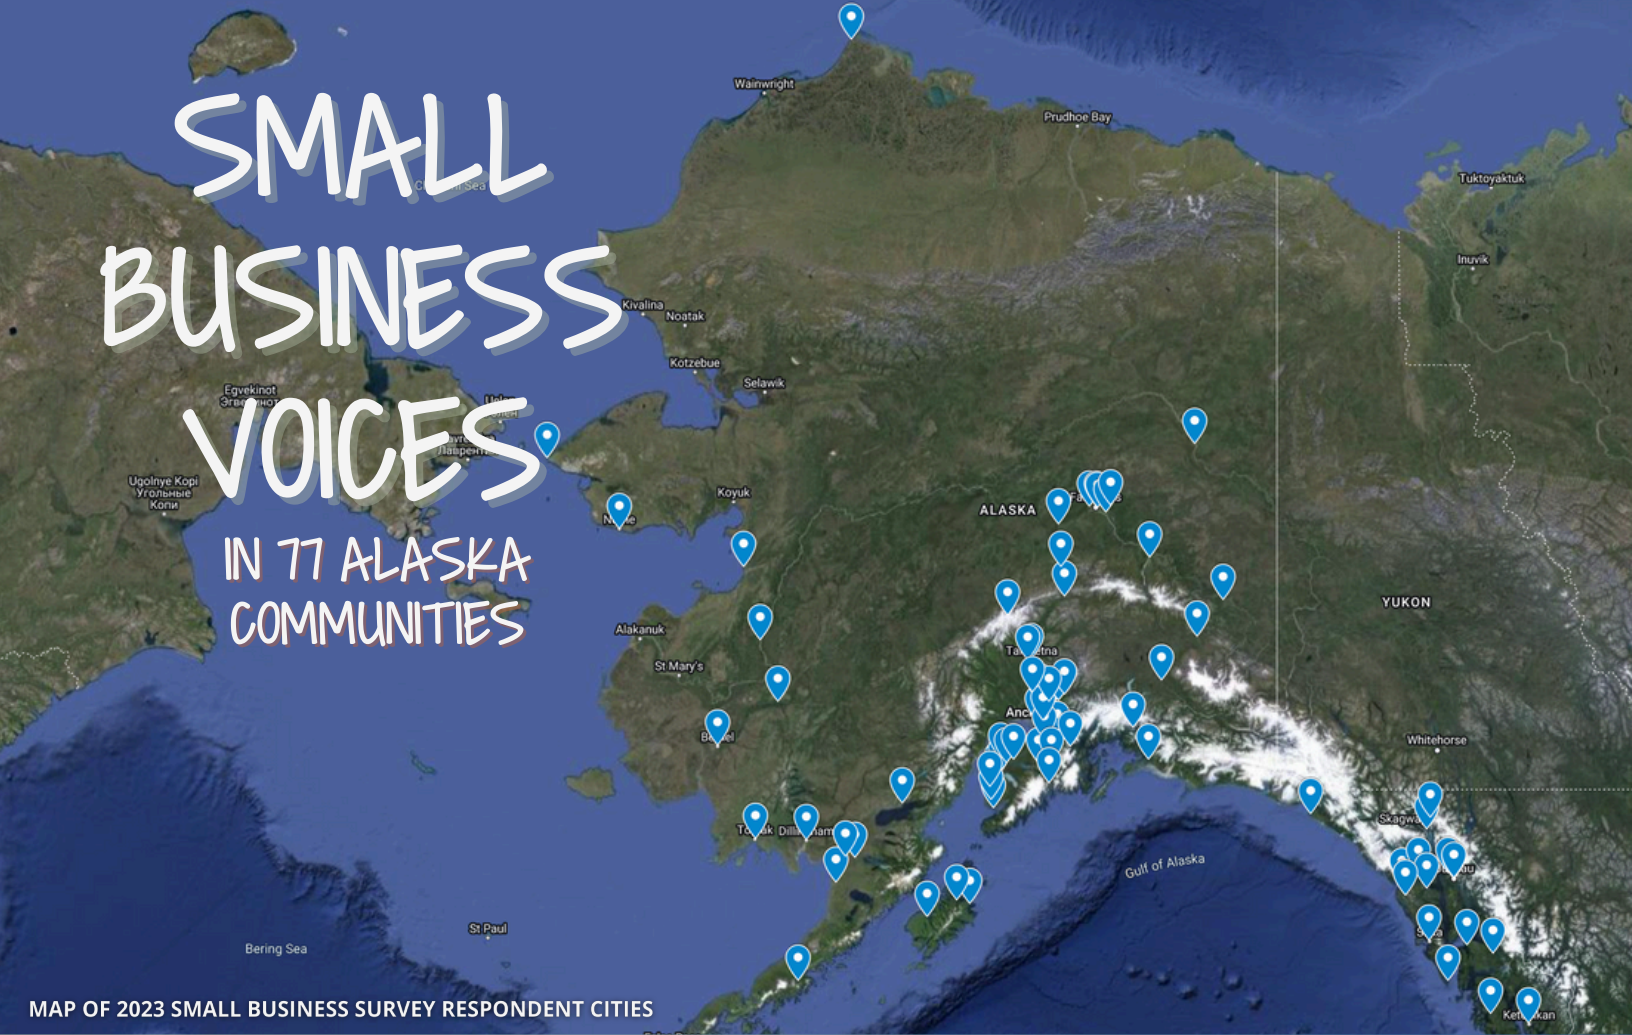 SMALL
BUSINESS
VOICES
IN 77 ALASKA
COMMUNITIES
Wainwright
Prudhoe Bay
Tuktoyaktuk
Inuvik
Kivalina
Noatak
Kotzebue
Selawik
Egvekinot
Ugolnye Kopi
Угольные
Копи
Koyuk
ALASKA
YUKON
Alakanuk
St Mary's
Whitehorse
Skagway
Gulf of Alaska
St Paul
Bering Sea
MAP OF 2023 SMALL BUSINESS SURVEY RESPONDENT CITIES